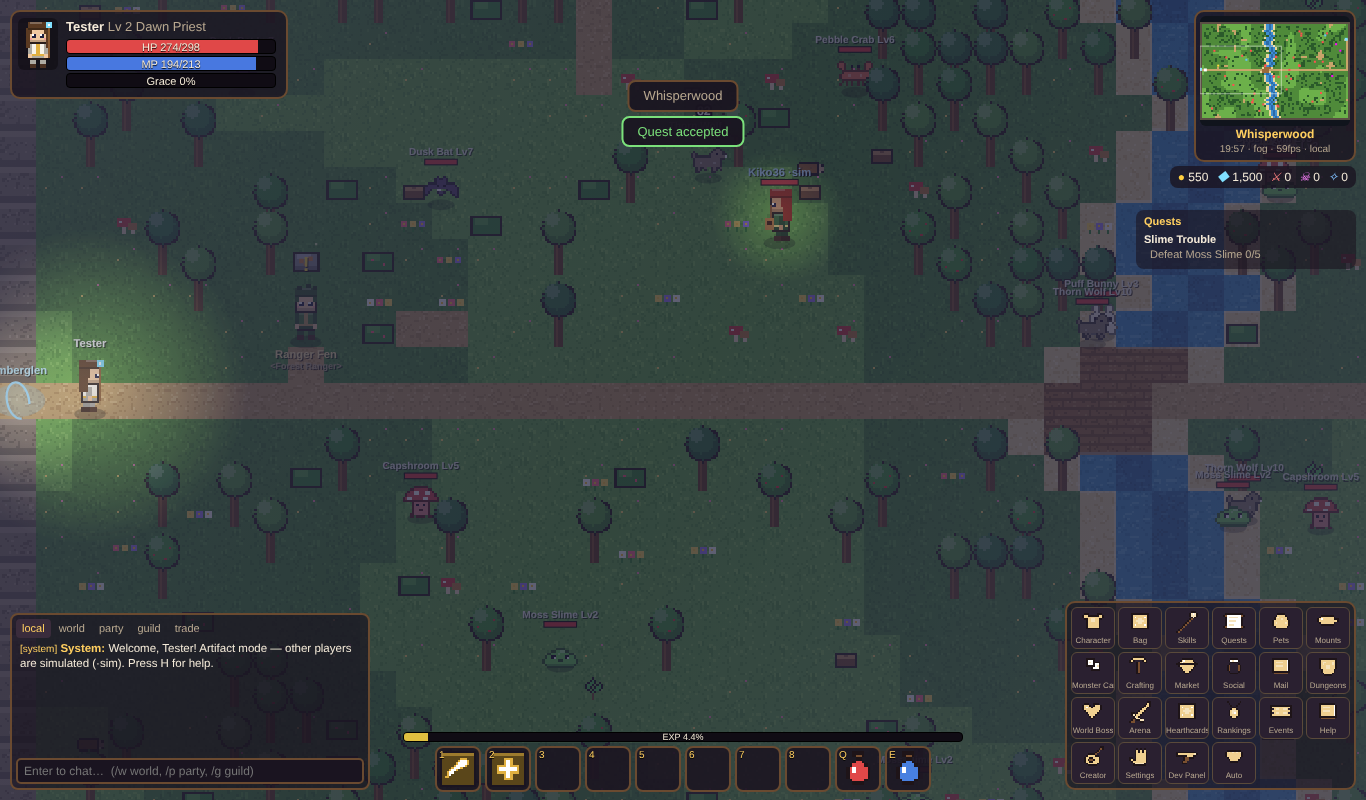 Tester Lv 2 Dawn Priest
HP 274/298
MP 194/213
Grace 0%
Whisperwood
Quest accepted
Pebble Crab Lv6
Dusk Bat Lv7
Kiko36·sim
Whisperwood
19:57 · fog · 59fps · local
550 1,500 0 0 0
Quests
Slime Trouble
Defeat Moss Slime 0/5
Puff Bunny Lv3
Thorn Wolf Lv10
Tester
mberglen
Ranger Fen
<Forest Ranger>
Capshroom Lv5
Thorn Wolf Lv10
Moss Slime Lv2
Capshroom Lv5
Moss Slime Lv2
local world party guild trade
[system] System: Welcome, Tester! Artifact mode — other players
are simulated (·sim). Press H for help.
Enter to chat… (/w world, /p party, /g guild)
EXP 4.4%
1 2 3 4 5 6 7 8 Q E
Character Bag Skills Quests Pets Mounts
Monster Ca Crafting Market Social Mail Dungeons
World Boss Arena Hearthcards Rankings Events Help
Creator Settings Dev Panel Auto